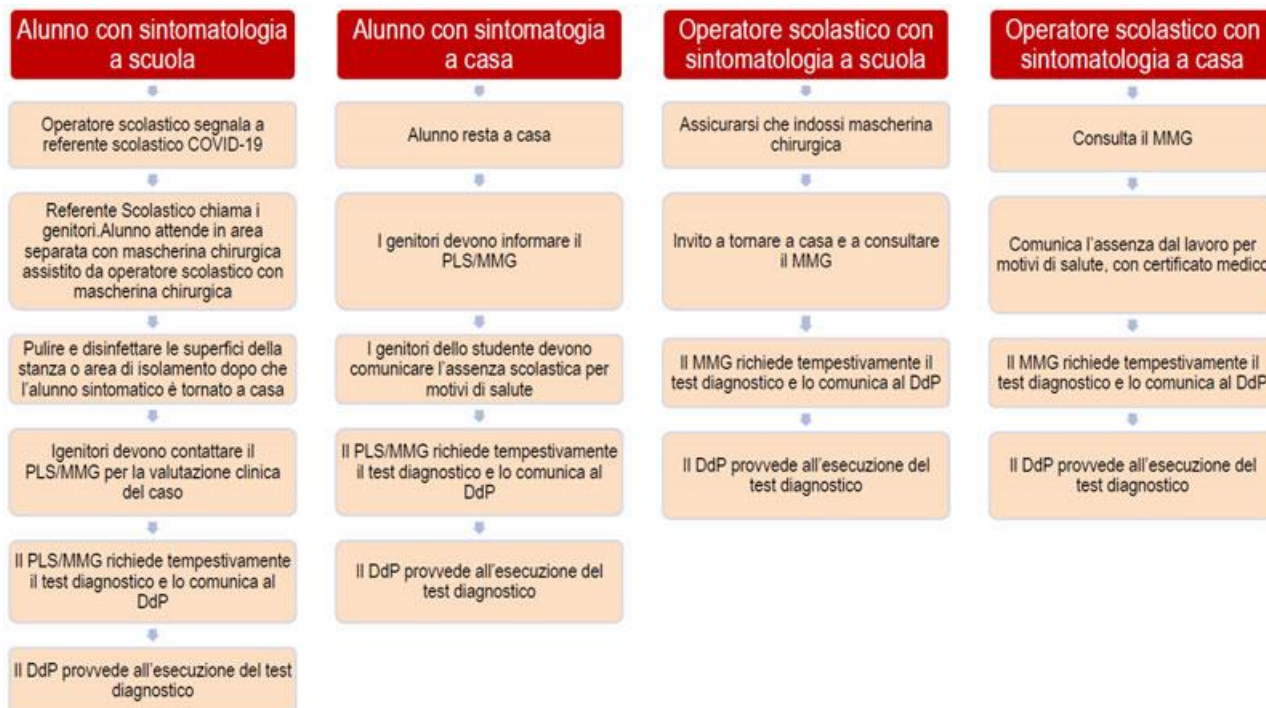 Alunno con sintomatologia
a scuola
Operatore scolastico segnala a
referente scolastico COVID-19
Referente Scolastico chiama i
genitori.Alunno attende in area
separata con mascherina chirurgica
assistito da operatore scolastico con
mascherina chirurgica
Pulire e disinfettare le superfici della
stanza o area di isolamento dopo che
l'alunno sintomatico è tornato a casa
Igenitori devono contattare il
PLS/MMG per la valutazione clinica
del caso
Il PLS/MMG richiede tempestivamente
il test diagnostico e lo comunica al
DdP
Il DdP provvede all'esecuzione del test
diagnostico
Alunno con sintomatogia
a casa
Alunno resta a casa
I genitori devono informare il
PLS/MMG
I genitori dello studente devono
comunicare l'assenza scolastica per
motivi di salute
Il PLS/MMG richiede tempestivamente
il test diagnostico e lo comunica al
DdP
Il DdP provvede all'esecuzione del
test diagnostico
Operatore scolastico con
sintomatologia a scuola
Assicurarsi che indossi mascherina
chirurgica
Invito a tornare a casa e a consultare
il MMG
Il MMG richiede tempestivamente il
test diagnostico e lo comunica al DdP
Il DdP provvede all'esecuzione del
test diagnostico
Operatore scolastico con
sintomatologia a casa
Consulta il MMG
Comunica l'assenza dal lavoro per
motivi di salute, con certificato medico
Il MMG richiede tempestivamente il
test diagnostico e lo comunica al DdP
Il DdP provvede all'esecuzione del
test diagnostico